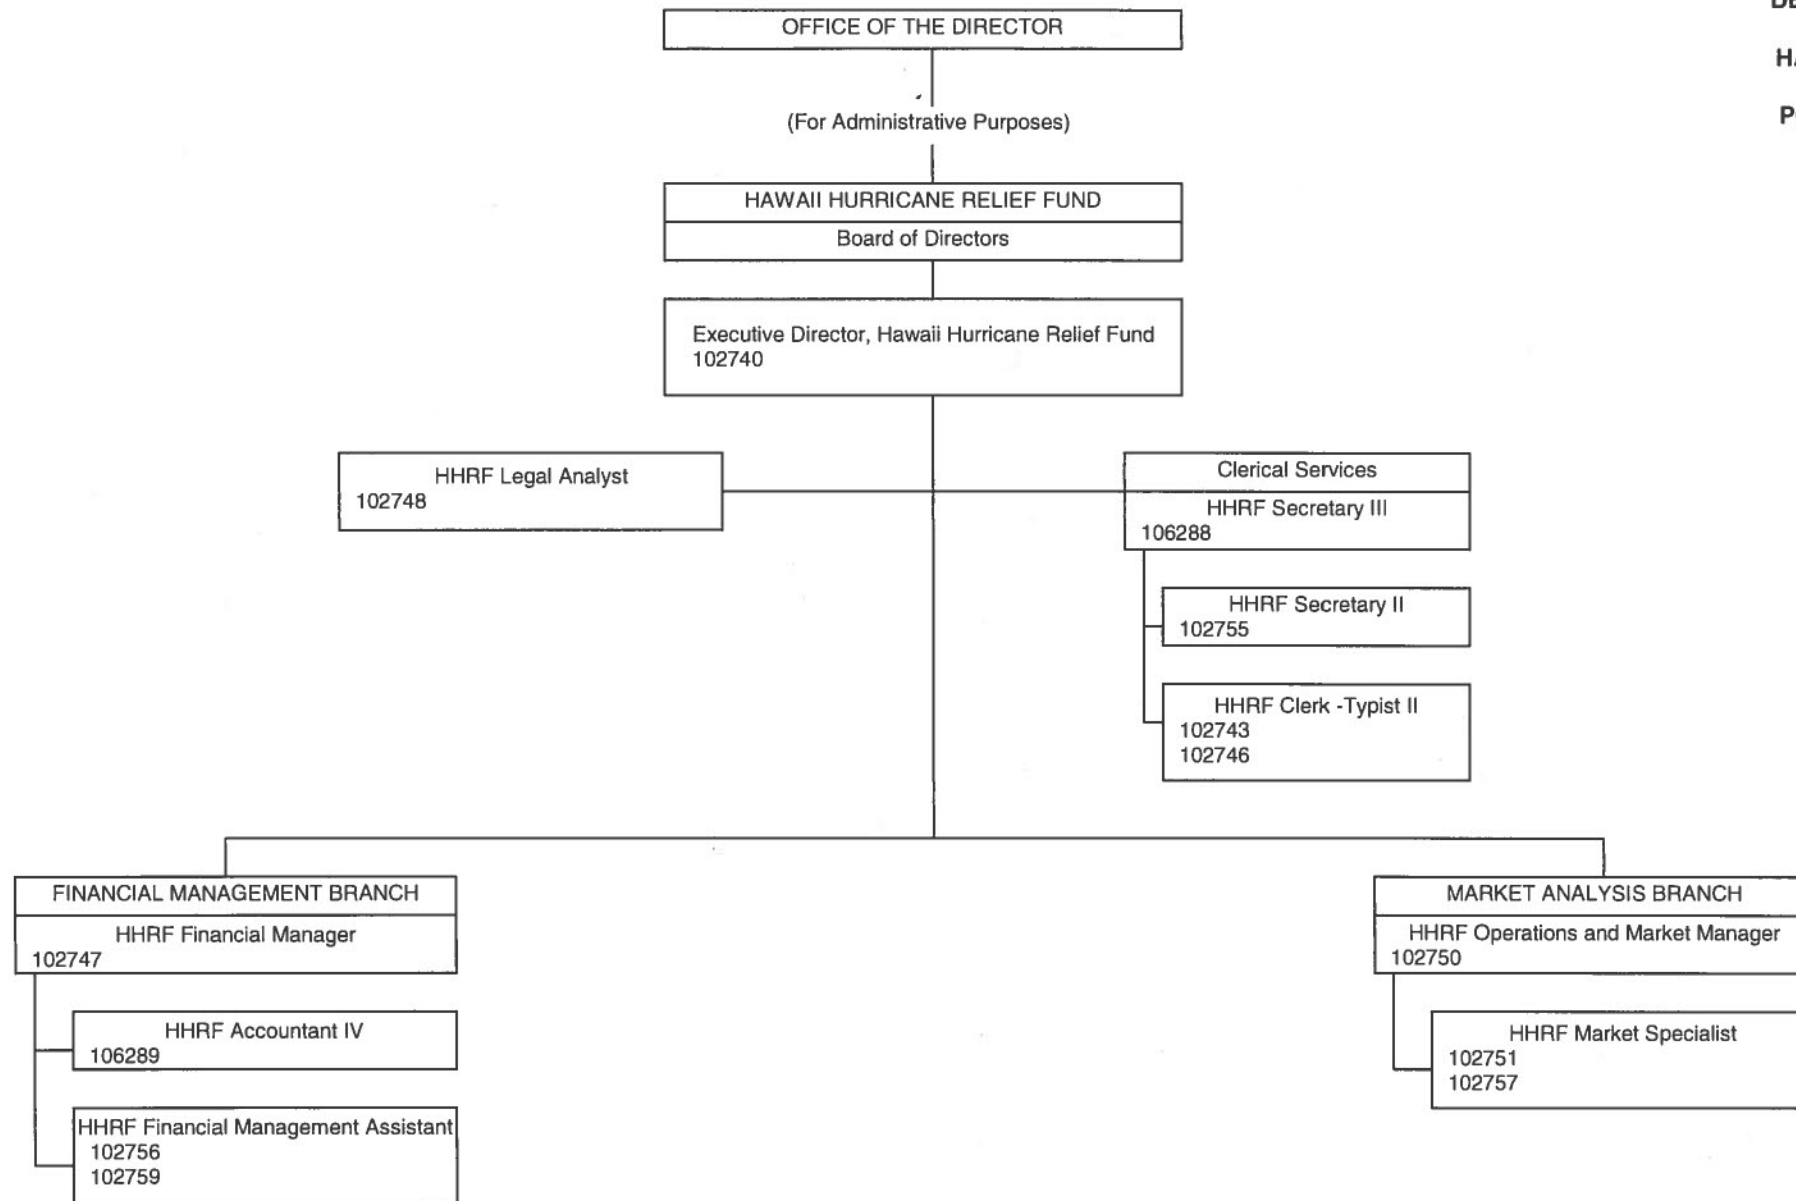 OFFICE OF THE DIRECTOR
(For Administrative Purposes)
HAWAII HURRICANE RELIEF FUND
Board of Directors
Executive Director, Hawaii Hurricane Relief Fund
102740
HHRF Legal Analyst
102748
Clerical Services
HHRF Secretary III
106288
HHRF Secretary II
102755
HHRF Clerk -Typist II
102743
102746
FINANCIAL MANAGEMENT BRANCH
HHRF Financial Manager
102747
HHRF Accountant IV
106289
HHRF Financial Management Assistant
102756
102759
MARKET ANALYSIS BRANCH
HHRF Operations and Market Manager
102750
HHRF Market Specialist
102751
102757